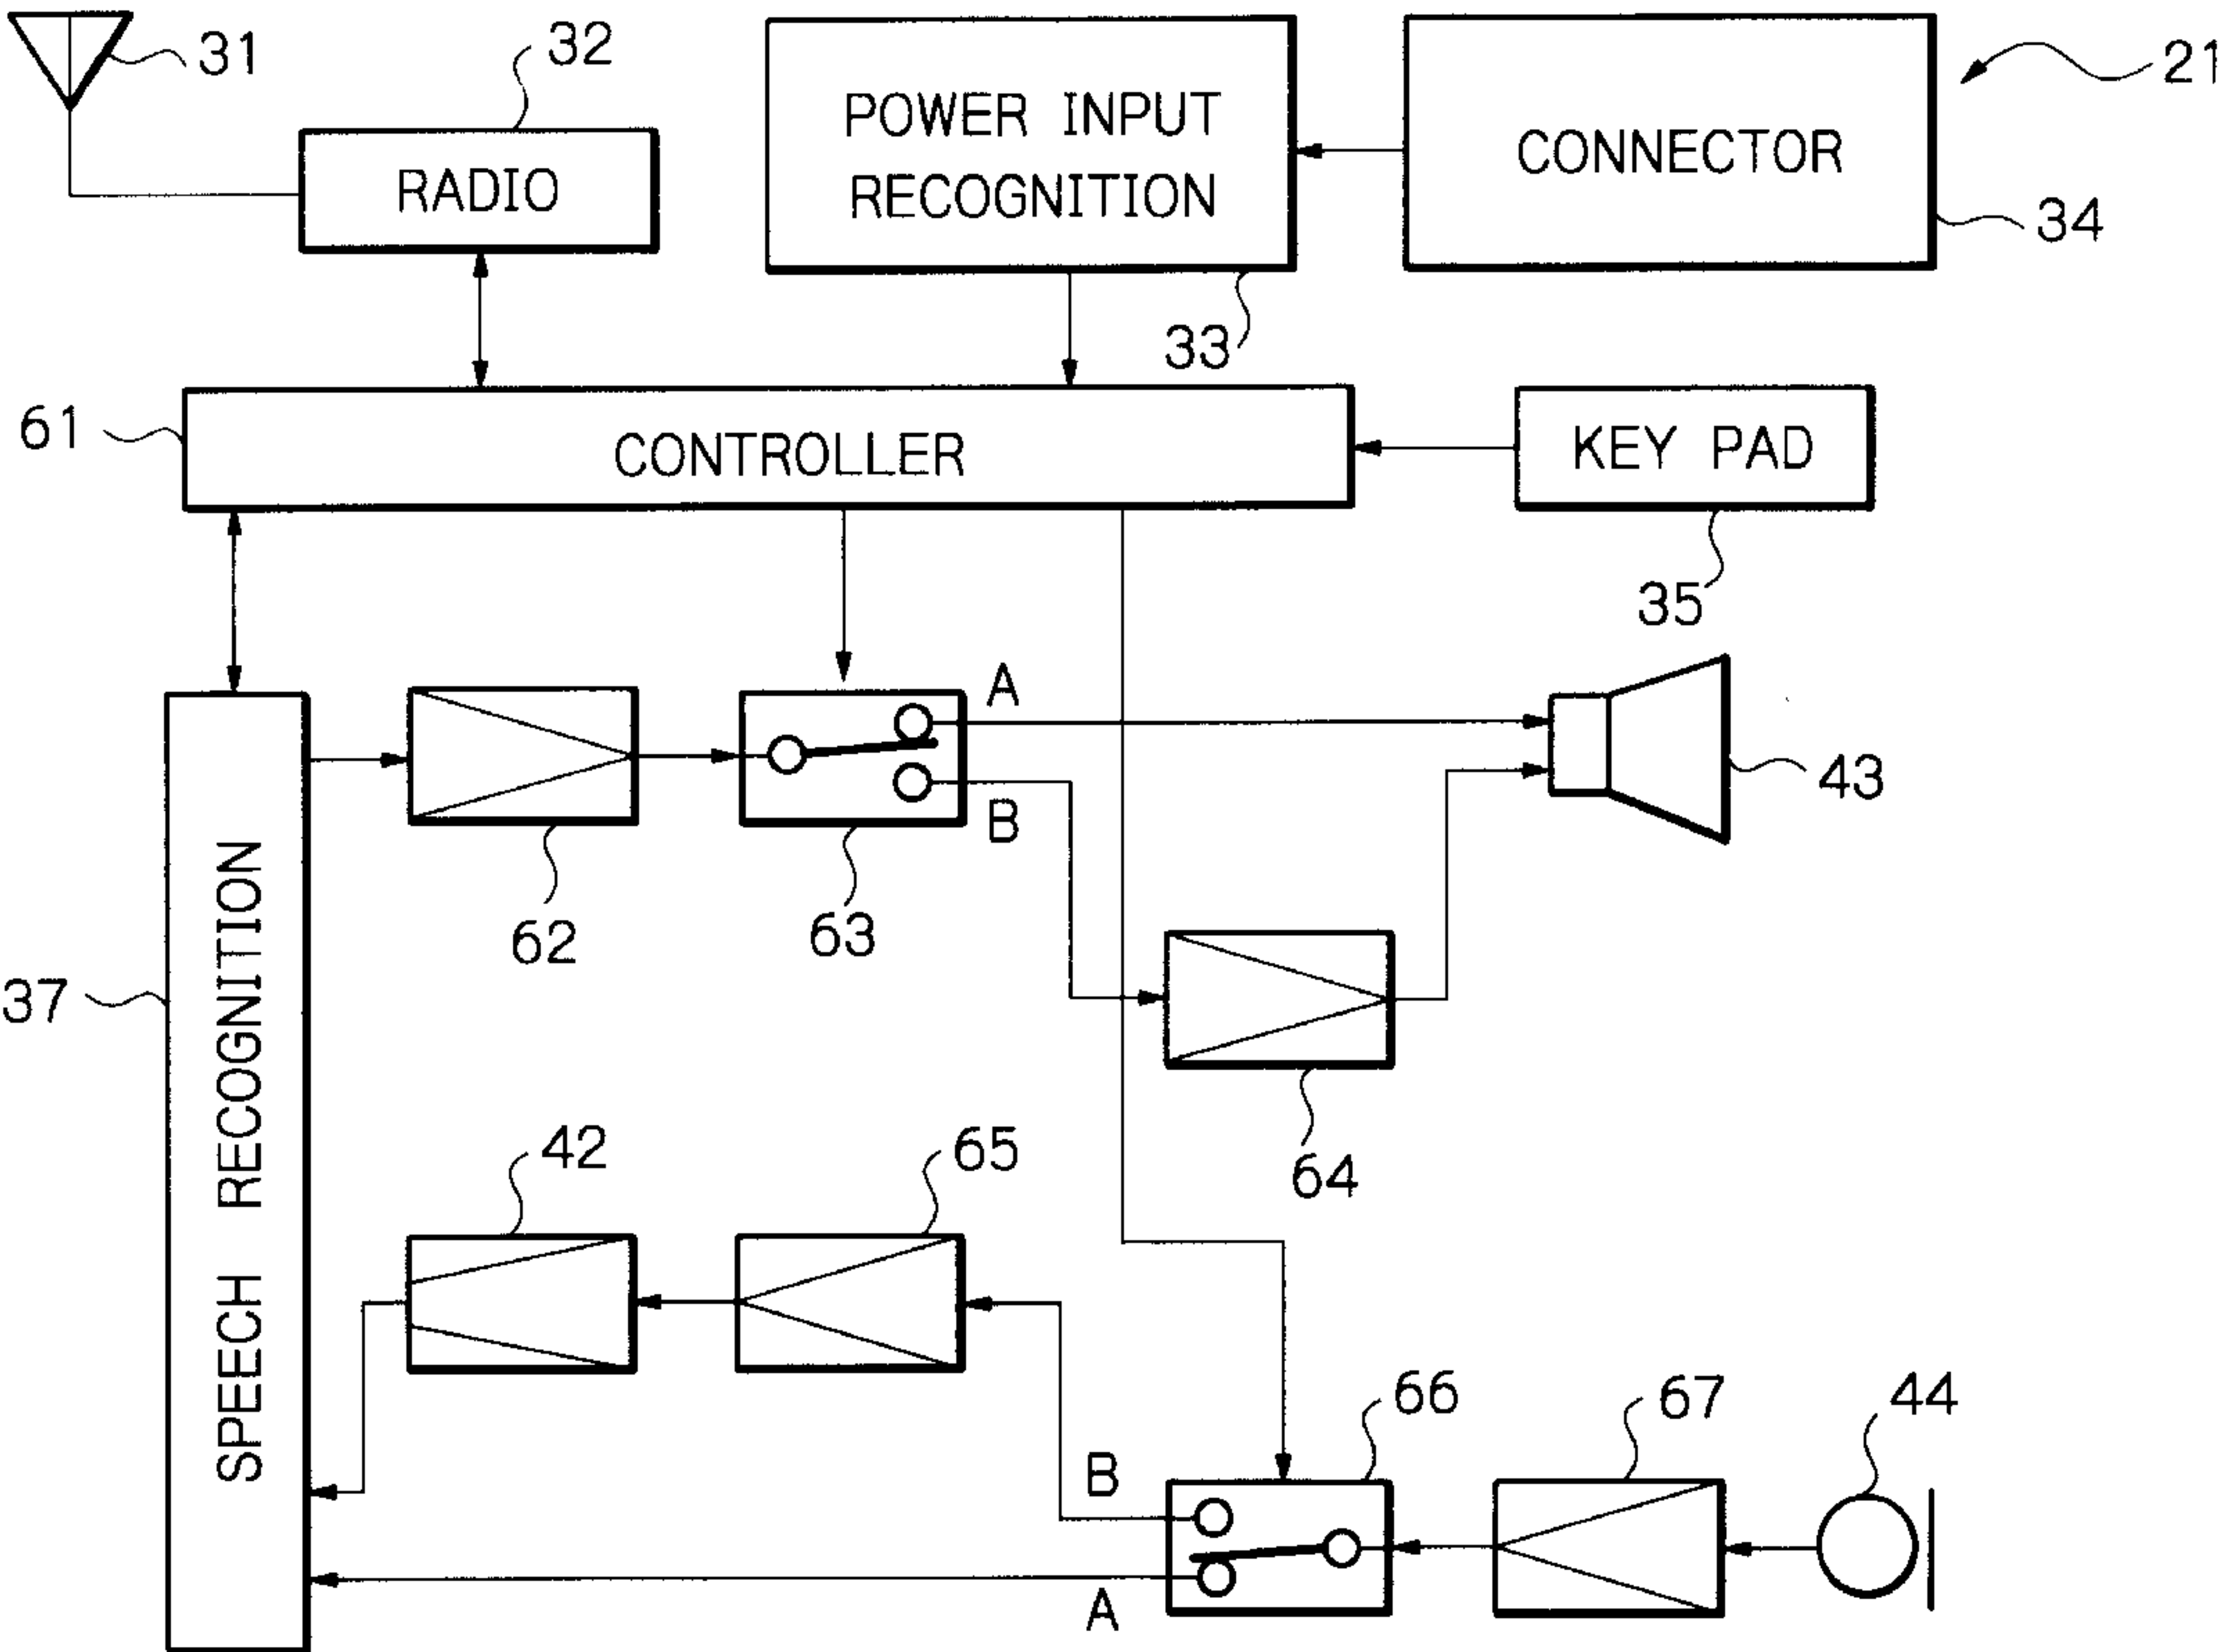 31
32
POWER INPUT
RECOGNITION
CONNECTOR
21
RADIO
34
33
61
CONTROLLER
KEY PAD
35
A
B
43
62
63
37
SPEECH RECOGNITION
64
42
65
66
67
44
B
A